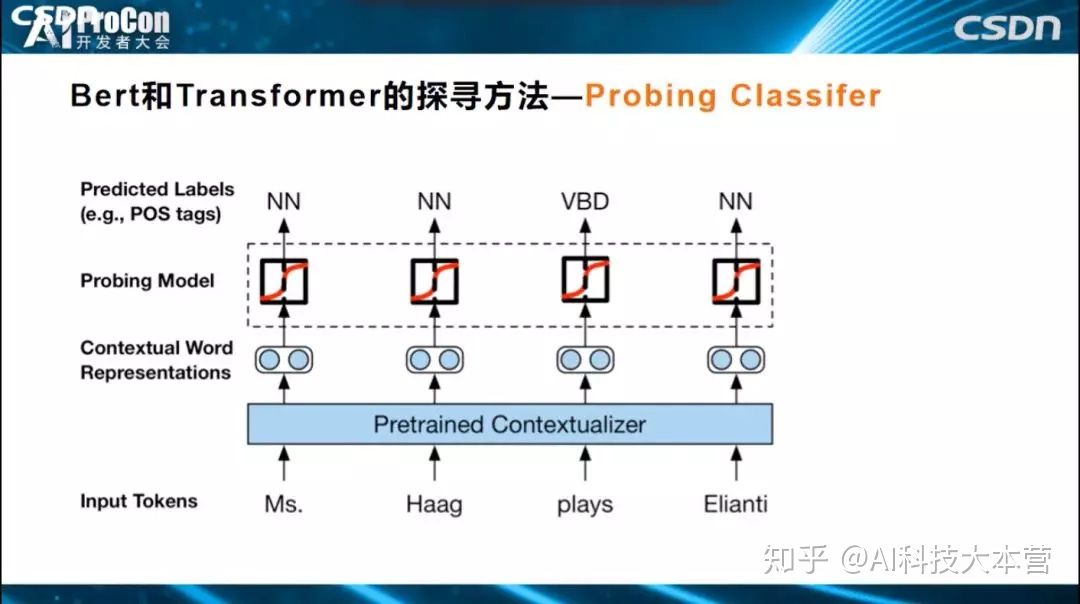 CSDN
AI ProCon
开发者大会
CSDN
Bert和Transformer的探寻方法—Probing Classifer
Predicted Labels
(e.g., POS tags)
NN NN VBD NN
Probing Model
Contextual Word
Representations
Pretrained Contextualizer
Input Tokens
Ms. Haag plays Elianti
知乎 @AI科技大本营